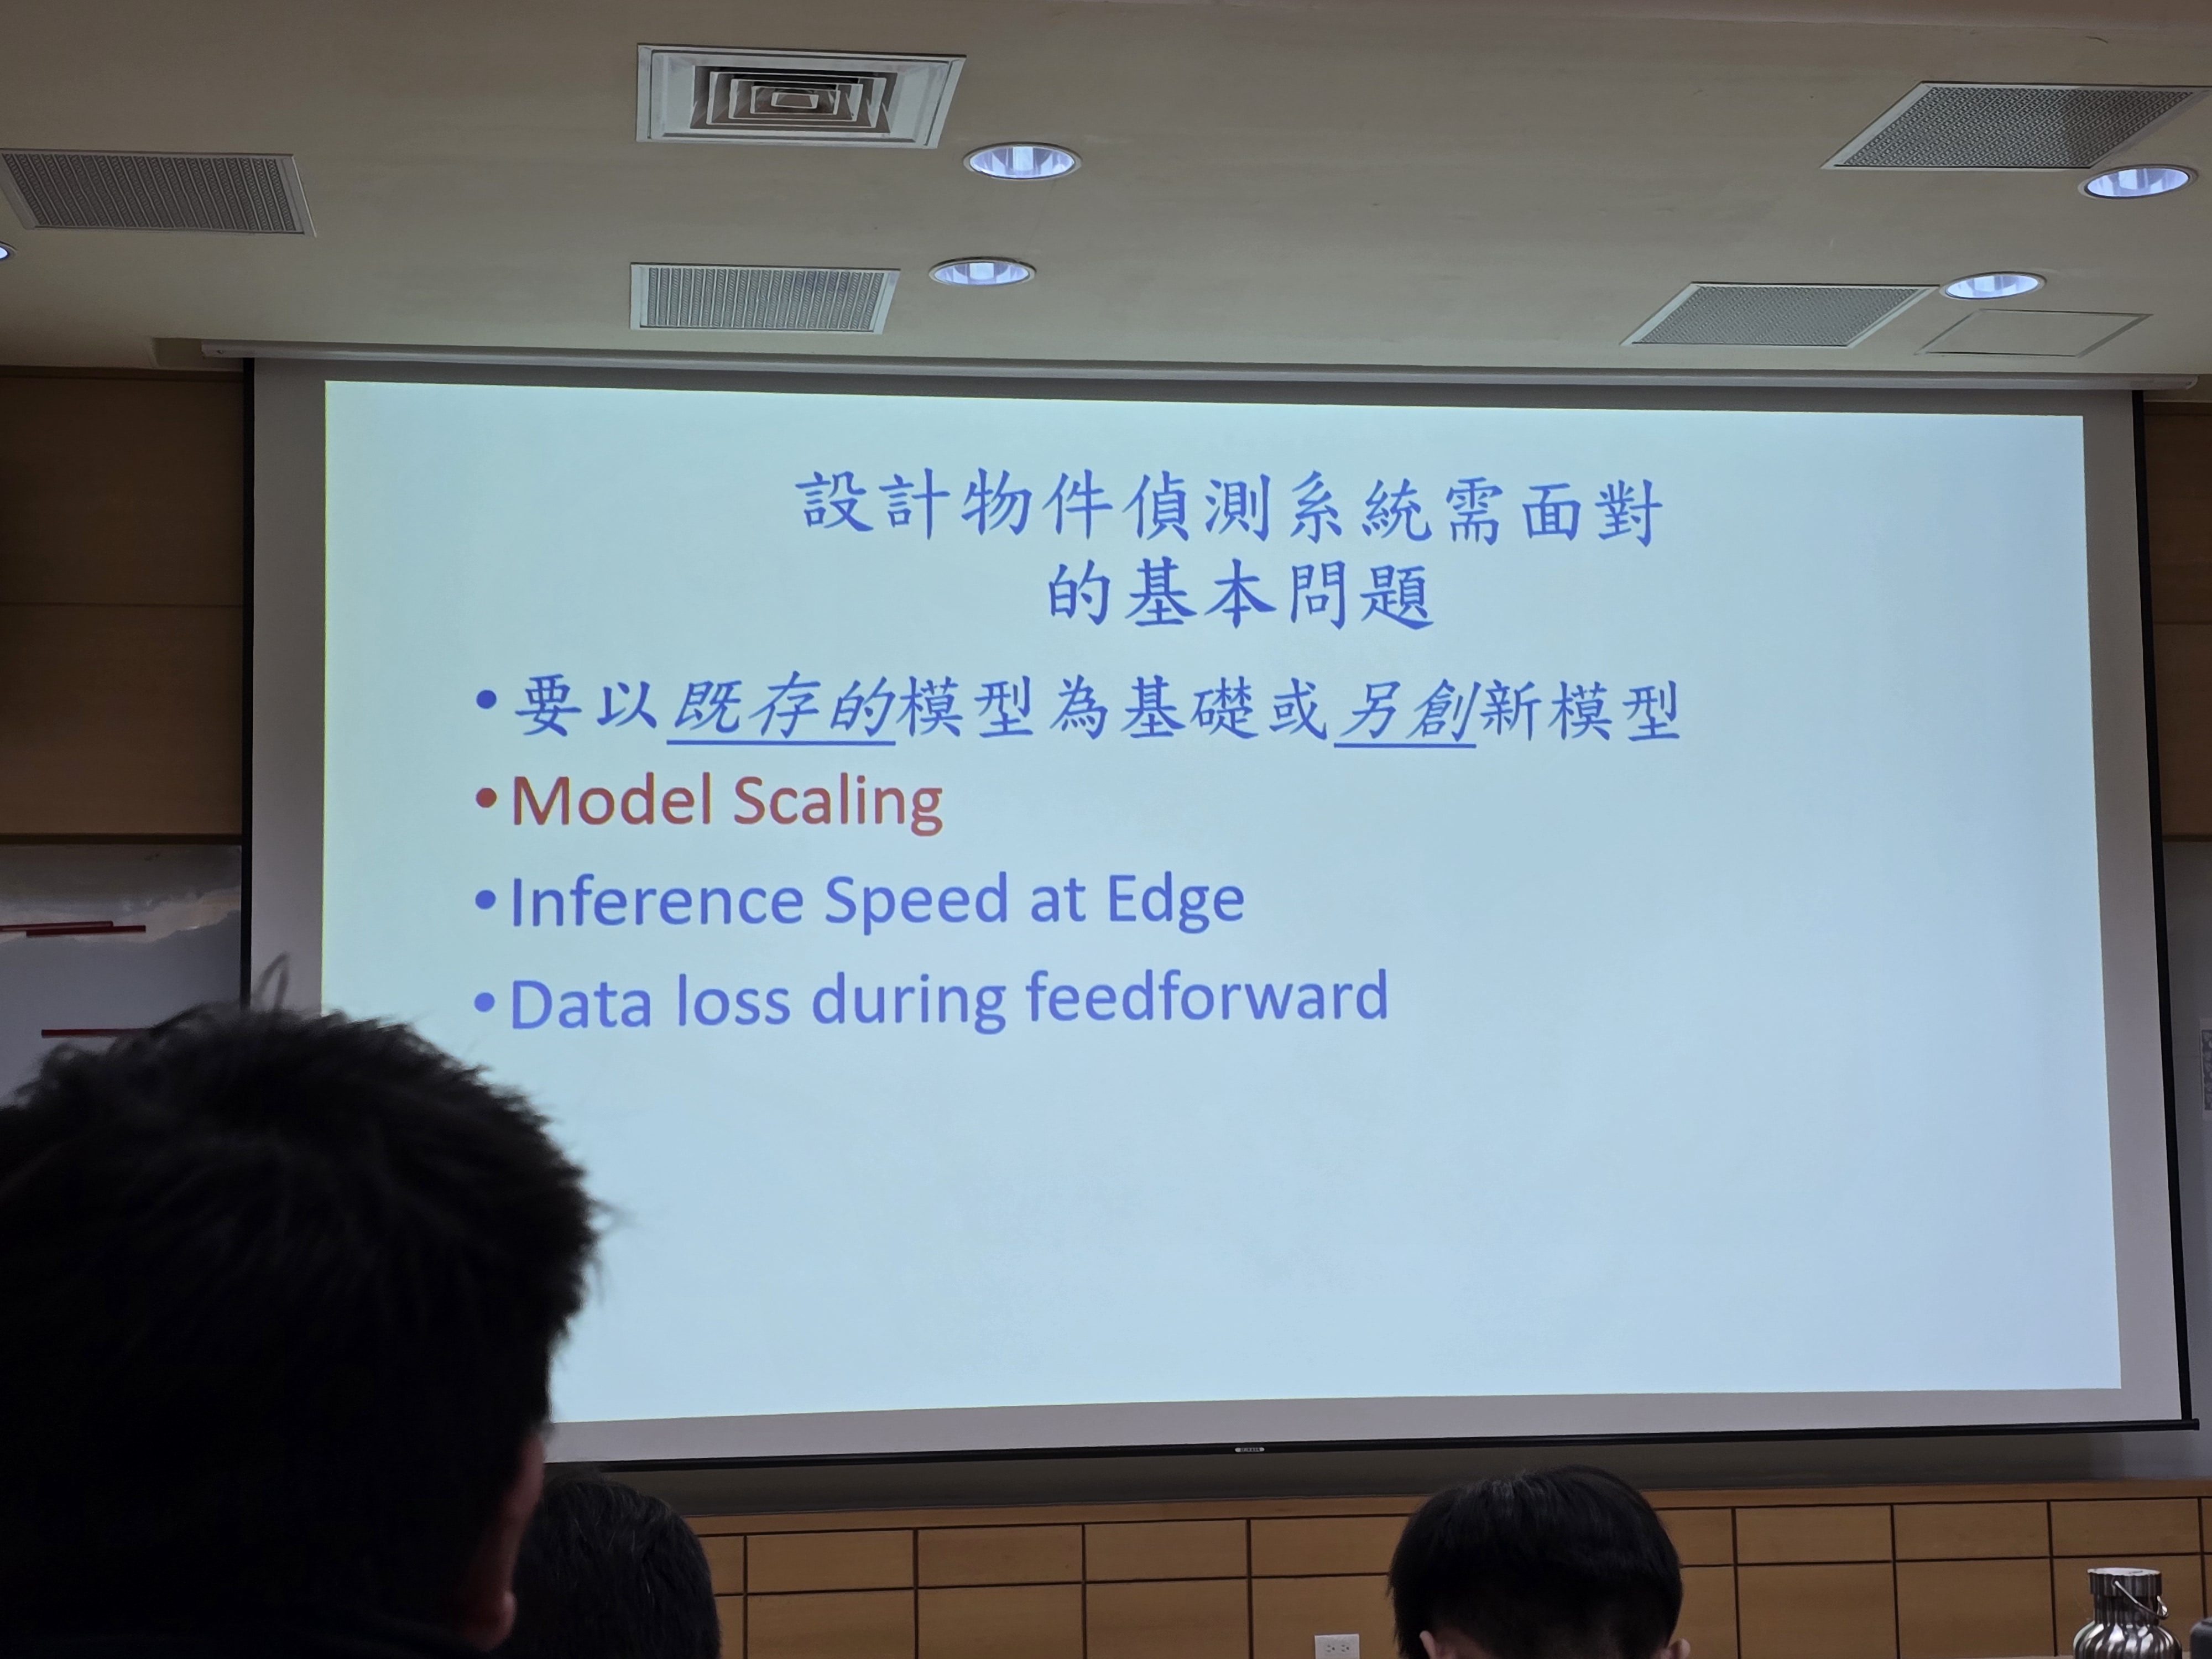 設計物件偵測系統需面對
的基本問題
• 要以既存的模型為基礎或另創新模型
• Model Scaling
• Inference Speed at Edge
• Data loss during feedforward